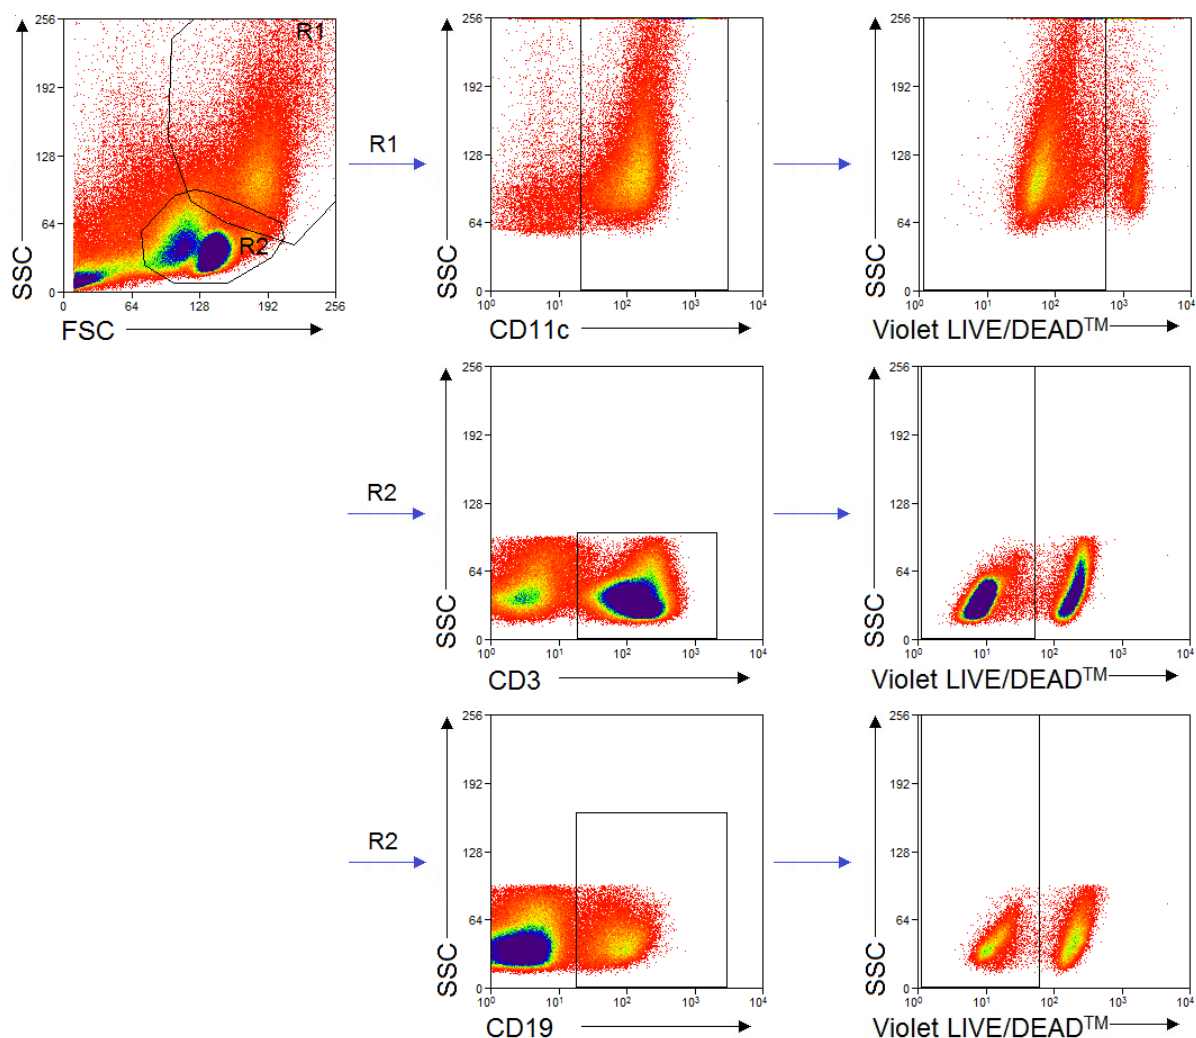 256
192
128
64
0
SSC
0 64 128 192 256
FSC
R1
R2
R1
256
192
128
64
0
SSC
10⁰ 10¹ 10² 10³ 10⁴
CD11c
256
192
128
64
0
SSC
10⁰ 10¹ 10² 10³ 10⁴
Violet LIVE/DEAD™
R2
256
192
128
64
0
SSC
10⁰ 10¹ 10² 10³ 10⁴
CD3
256
192
128
64
0
SSC
10⁰ 10¹ 10² 10³ 10⁴
Violet LIVE/DEAD™
R2
256
192
128
64
0
SSC
10⁰ 10¹ 10² 10³ 10⁴
CD19
256
192
128
64
0
SSC
10⁰ 10¹ 10² 10³ 10⁴
Violet LIVE/DEAD™